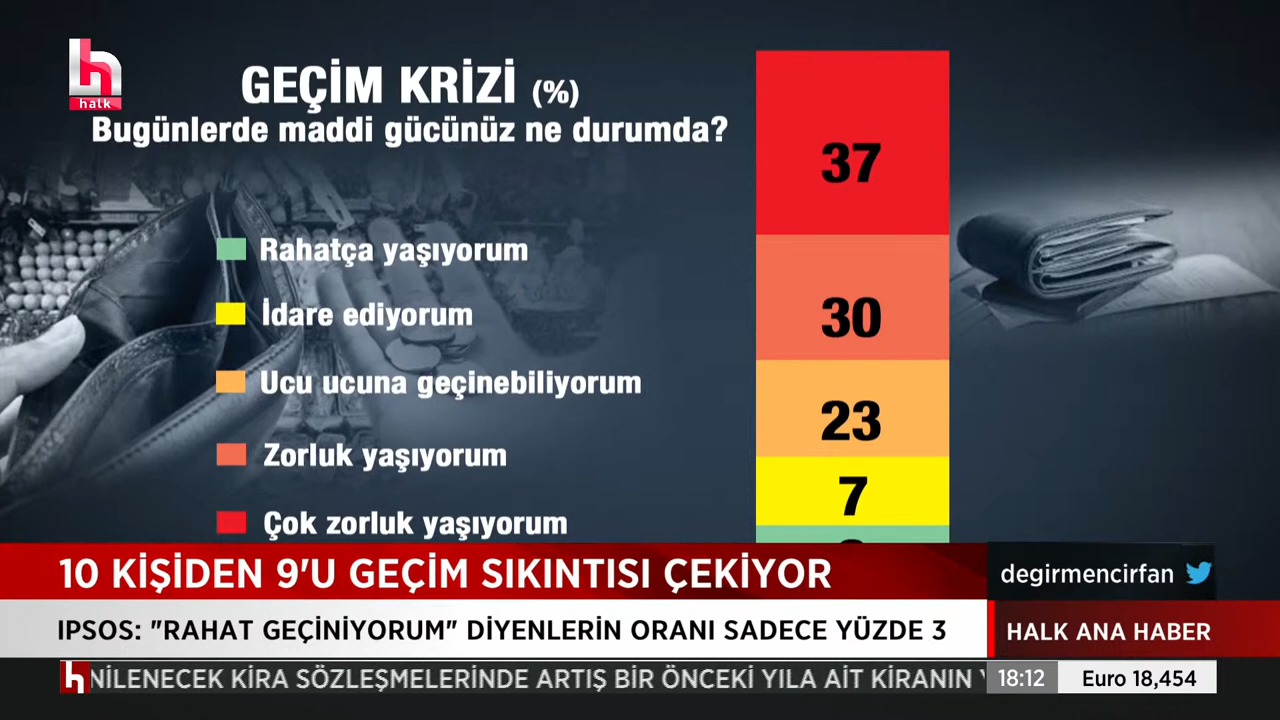 halk
GEÇİM KRİZİ (%)
Bugünlerde maddi gücünüz ne durumda?
Rahatça yaşıyorum
İdare ediyorum
Ucu ucuna geçinebiliyorum
Zorluk yaşıyorum
Çok zorluk yaşıyorum
37
30
23
7
10 KİŞİDEN 9'U GEÇİM SIKINTISI ÇEKİYOR
degirmencirfan
IPSOS: "RAHAT GEÇİNİYORUM" DİYENLERİN ORANI SADECE YÜZDE 3
HALK ANA HABER
NİLENECEK KİRA SÖZLEŞMELERİNDE ARTIŞ BİR ÖNCEKİ YILA AİT KİRANIN
18:12
Euro 18,454